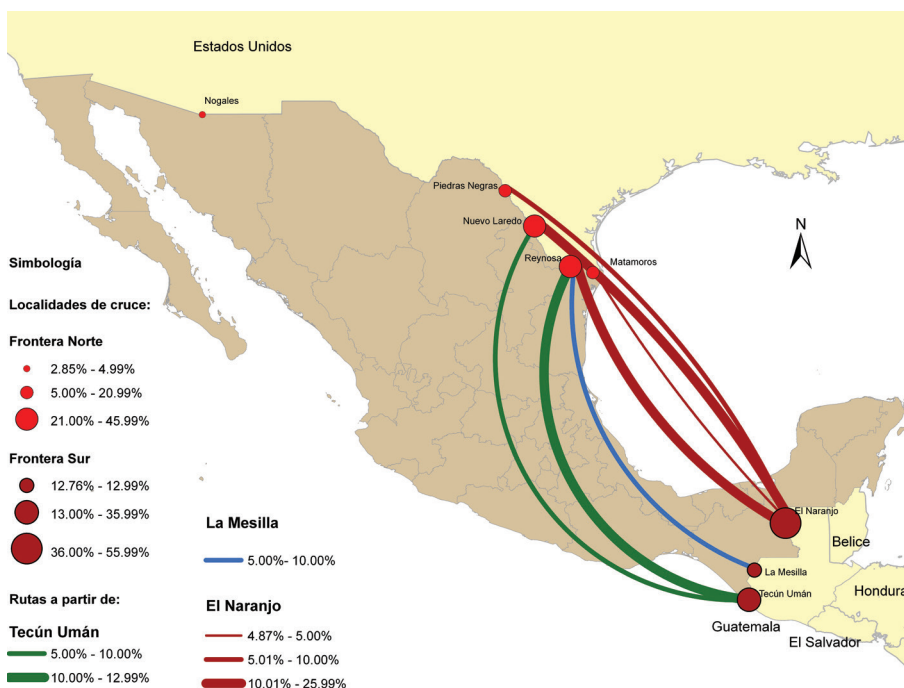 Estados Unidos
Nogales
Piedras Negras
Nuevo Laredo
Reynosa
Matamoros
N
El Naranjo
Belice
La Mesilla
Tecún Umán
Guatemala
Hondura
El Salvador
Simbología
Localidades de cruce:
Frontera Norte
2.85% - 4.99%
5.00% - 20.99%
21.00% - 45.99%
Frontera Sur
12.76% - 12.99%
13.00% - 35.99%
36.00% - 55.99%
Rutas a partir de:
Tecún Umán
5.00% - 10.00%
10.00% - 12.99%
La Mesilla
5.00%- 10.00%
El Naranjo
4.87% - 5.00%
5.01% - 10.00%
10.01% - 25.99%